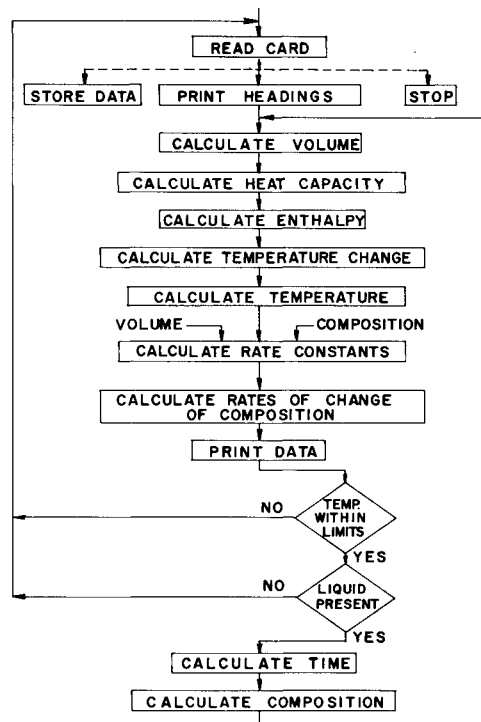 READ CARD
STORE DATA
PRINT HEADINGS
STOP
CALCULATE VOLUME
CALCULATE HEAT CAPACITY
CALCULATE ENTHALPY
CALCULATE TEMPERATURE CHANGE
CALCULATE TEMPERATURE
VOLUME
COMPOSITION
CALCULATE RATE CONSTANTS
CALCULATE RATES OF CHANGE
OF COMPOSITION
PRINT DATA
NO
TEMP.
WITHIN
LIMITS
YES
NO
LIQUID
PRESENT
YES
CALCULATE TIME
CALCULATE COMPOSITION